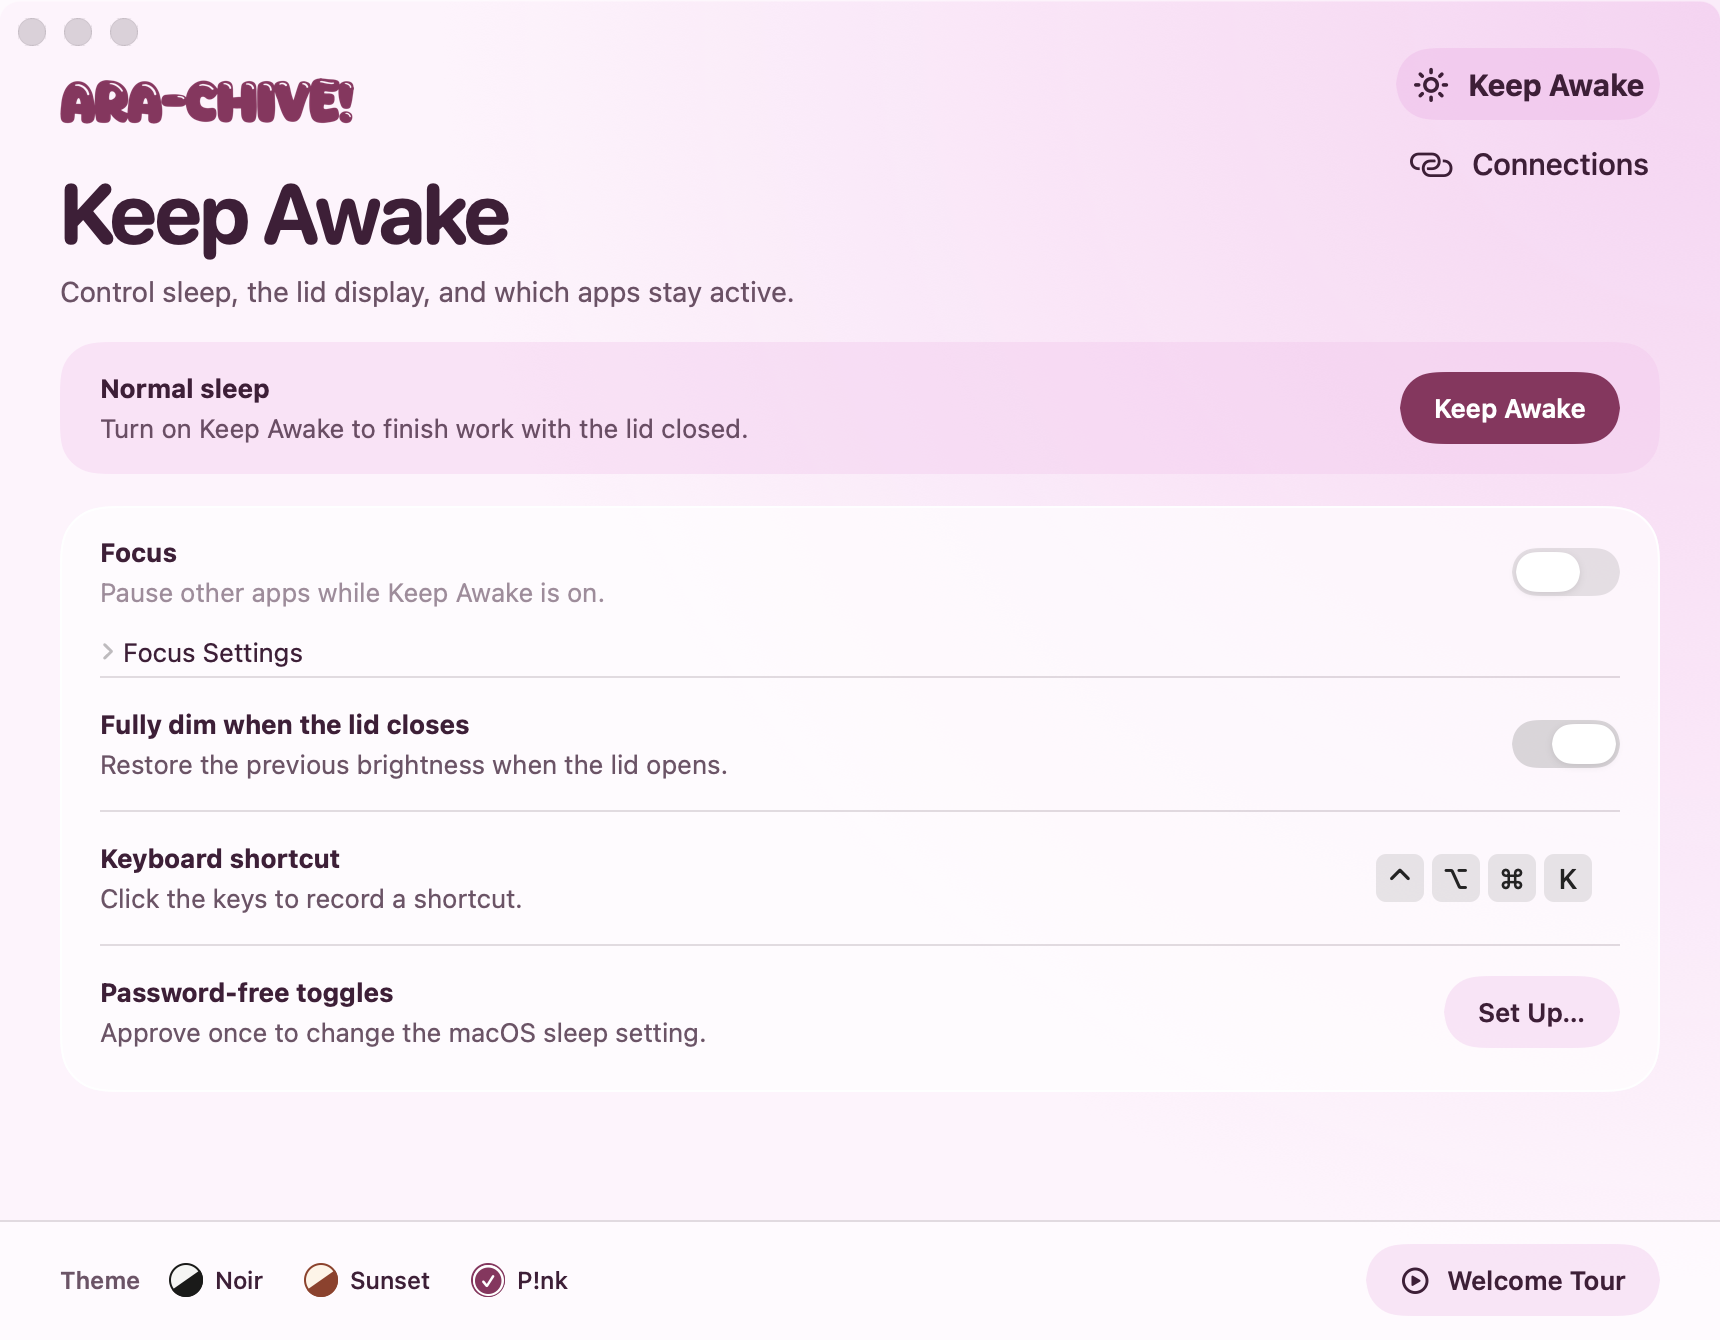 ARA-CHIVE!
Keep Awake
Connections
Keep Awake
Control sleep, the lid display, and which apps stay active.
Normal sleep
Turn on Keep Awake to finish work with the lid closed.
Keep Awake
Focus
Pause other apps while Keep Awake is on.
Focus Settings
Fully dim when the lid closes
Restore the previous brightness when the lid opens.
Keyboard shortcut
Click the keys to record a shortcut.
⌃ ⌥ ⌘ K
Password-free toggles
Approve once to change the macOS sleep setting.
Set Up...
Theme Noir Sunset P!nk
Welcome Tour